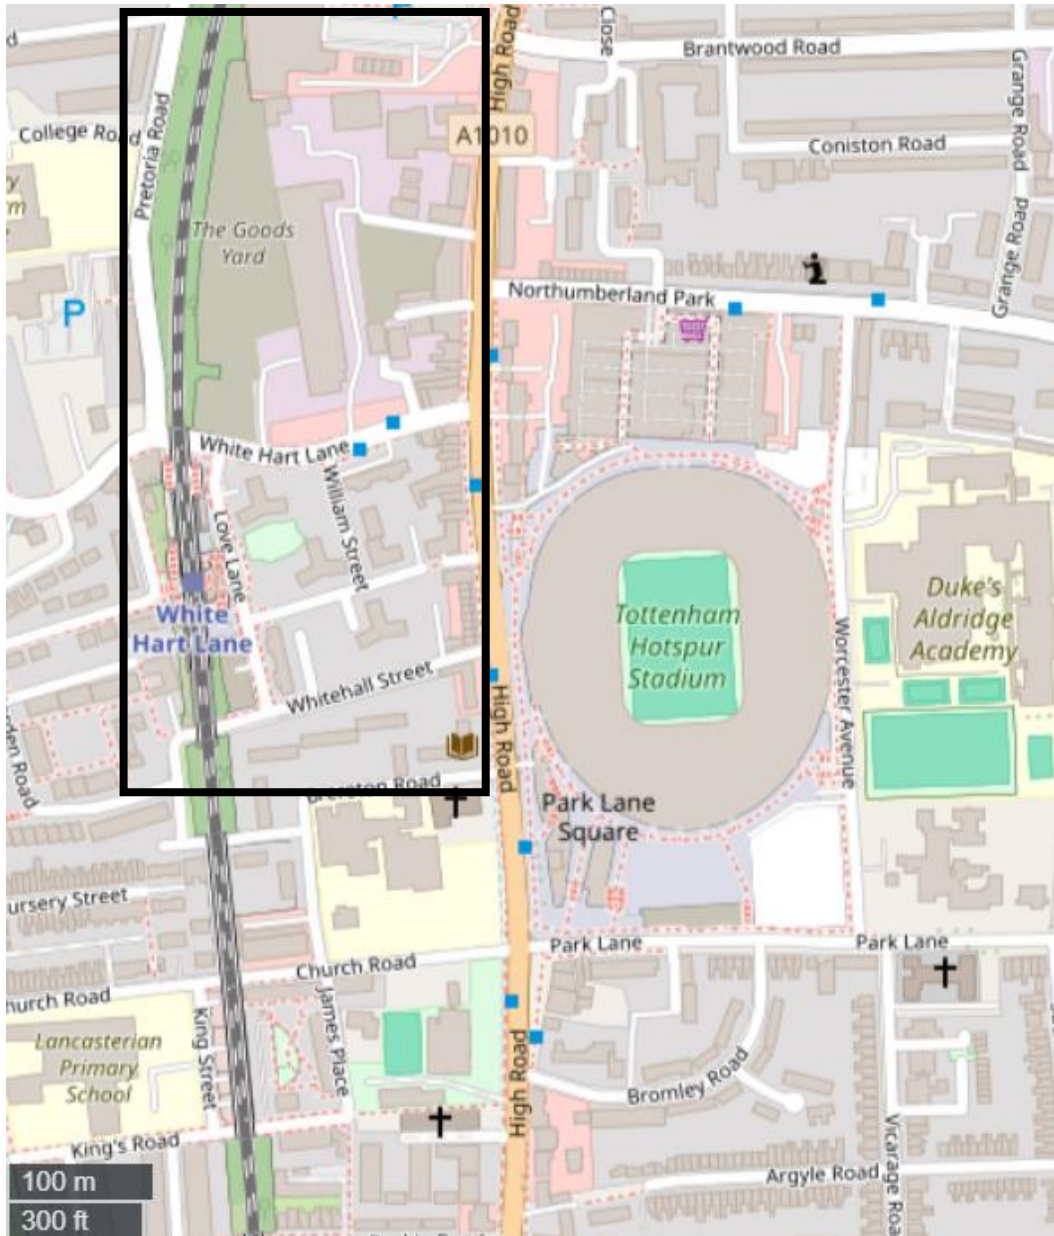 Close
High Road
Brantwood Road
Grange Road
College Road
A1010
Coniston Road
Pretoria Road
The Goods
Yard
Grange Road
P
Northumberland Park
P
White Hart Lane
William Street
Love Lane
White
Hart Lane
Tottenham
Hotspur
Stadium
Duke's
Aldridge
Academy
Worcester Avenue
Whitehall Street
High Road
Road
Park Lane
Square
Street
Park Lane
Park Lane
Church Road
Road
James Place
King Street
Lancasterian
Primary
School
High Road
Bromley Road
King's Road
Vicarage
Argyle Road
100 m
300 ft